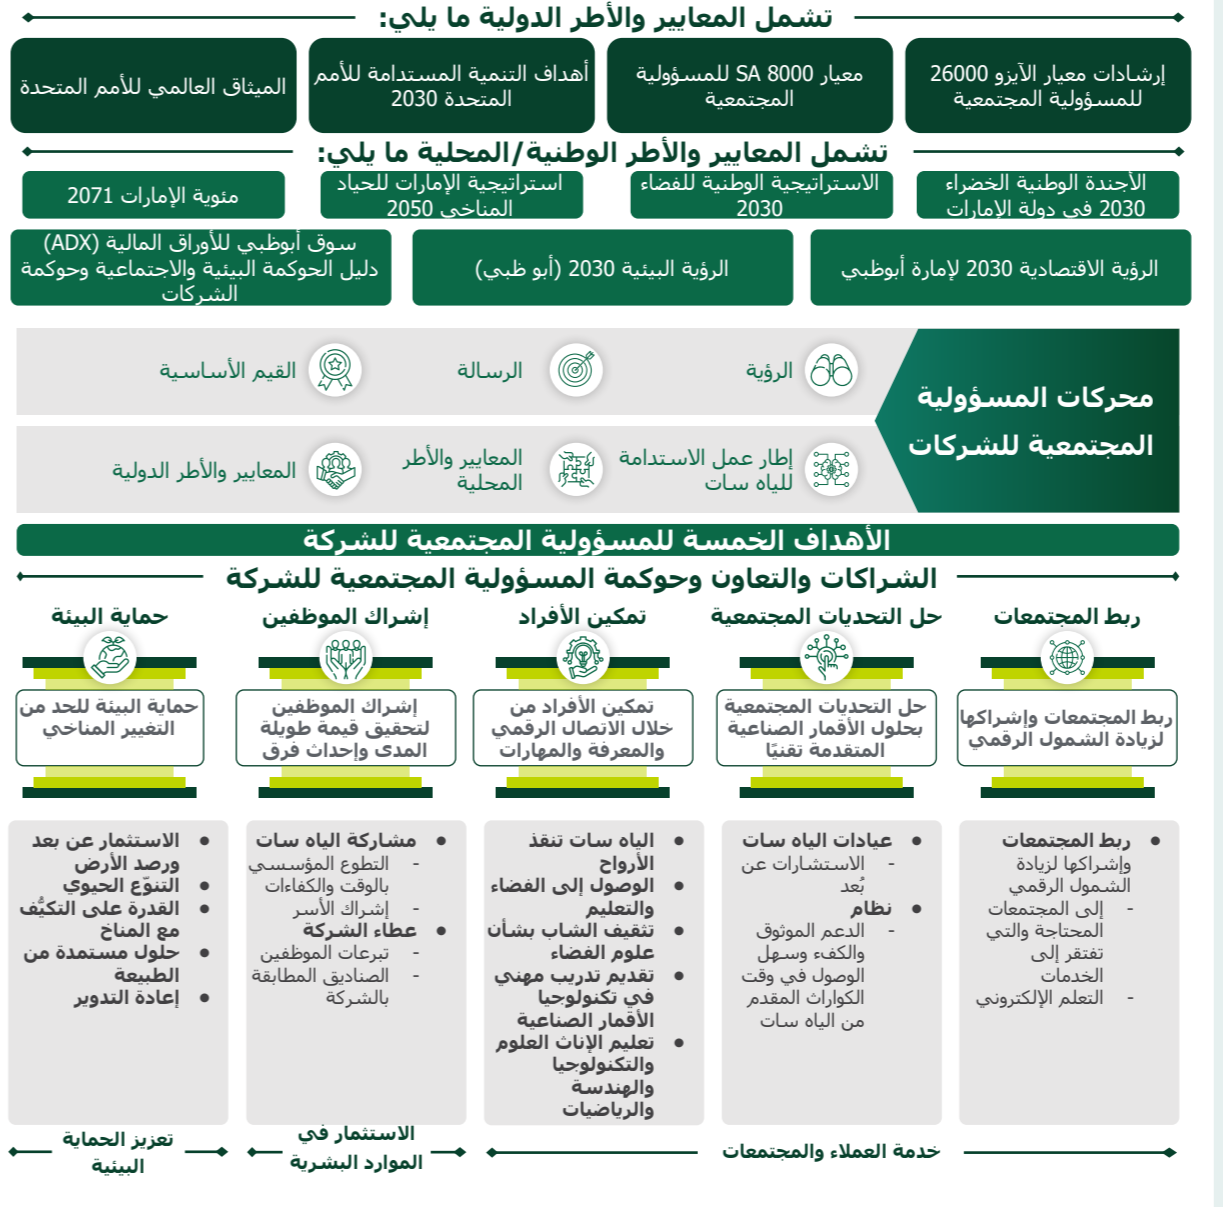 تشمل المعايير والأطر الدولية ما يلي:
إرشادات معيار الآيزو 26000
للمسؤولية المجتمعية
معيار SA 8000 للمسؤولية
المجتمعية
أهداف التنمية المستدامة للأمم
المتحدة 2030
الميثاق العالمي للأمم المتحدة
تشمل المعايير والأطر الوطنية/المحلية ما يلي:
الأجندة الوطنية الخضراء
2030 في دولة الإمارات
الاستراتيجية الوطنية للفضاء
2030
استراتيجية الإمارات للحياد
المناخي 2050
مئوية الإمارات 2071
الرؤية الاقتصادية 2030 لإمارة أبوظبي
الرؤية البيئية 2030 (أبو ظبي)
سوق أبوظبي للأوراق المالية (ADX)
دليل الحوكمة البيئية والاجتماعية وحوكمة
الشركات
محركات المسؤولية
المجتمعية للشركات
الرؤية
الرسالة
القيم الأساسية
إطار عمل الاستدامة
للياه سات
المعايير والأطر
المحلية
المعايير والأطر الدولية
الأهداف الخمسة للمسؤولية المجتمعية للشركة
الشراكات والتعاون وحوكمة المسؤولية المجتمعية للشركة
ربط المجتمعات
حل التحديات المجتمعية
تمكين الأفراد
إشراك الموظفين
حماية البيئة
ربط المجتمعات وإشراكها
لزيادة الشمول الرقمي
حل التحديات المجتمعية
بحلول الأقمار الصناعية
المتقدمة تقنيًا
تمكين الأفراد من
خلال الاتصال الرقمي
والمعرفة والمهارات
إشراك الموظفين
لتحقيق قيمة طويلة
المدى وإحداث فرق
حماية البيئة للحد من
التغيير المناخي
● ربط المجتمعات
وإشراكها لزيادة
الشمول الرقمي
- إلى المجتمعات
المحتاجة والتي
تفتقر إلى
الخدمات
- التعلم الإلكتروني
● عيادات الياه سات
- الاستشارات عن
بُعد
● نظام
- الدعم الموثوق
والكفء وسهل
الوصول في وقت
الكواراث المقدم
من الياه سات
● الياه سات تنقذ
الأرواح
● الوصول إلى الفضاء
والتعليم
● تثقيف الشاب بشأن
علوم الفضاء
● تقديم تدريب مهني
في تكنولوجيا
الأقمار الصناعية
● تعليم الإناث العلوم
والتكنولوجيا
والهندسة
والرياضيات
● مشاركة الياه سات
- التطوع المؤسسي
بالوقت والكفاءات
- إشراك الأسر
● عطاء الشركة
- تبرعات الموظفين
- الصناديق المطابقة
بالشركة
● الاستثمار عن بعد
ورصد الأرض
● التنوّع الحيوي
● القدرة على التكيُّف
مع المناخ
● حلول مستمدة من
الطبيعة
● إعادة التدوير
خدمة العملاء والمجتمعات
الاستثمار في
الموارد البشرية
تعزيز الحماية
البيئية